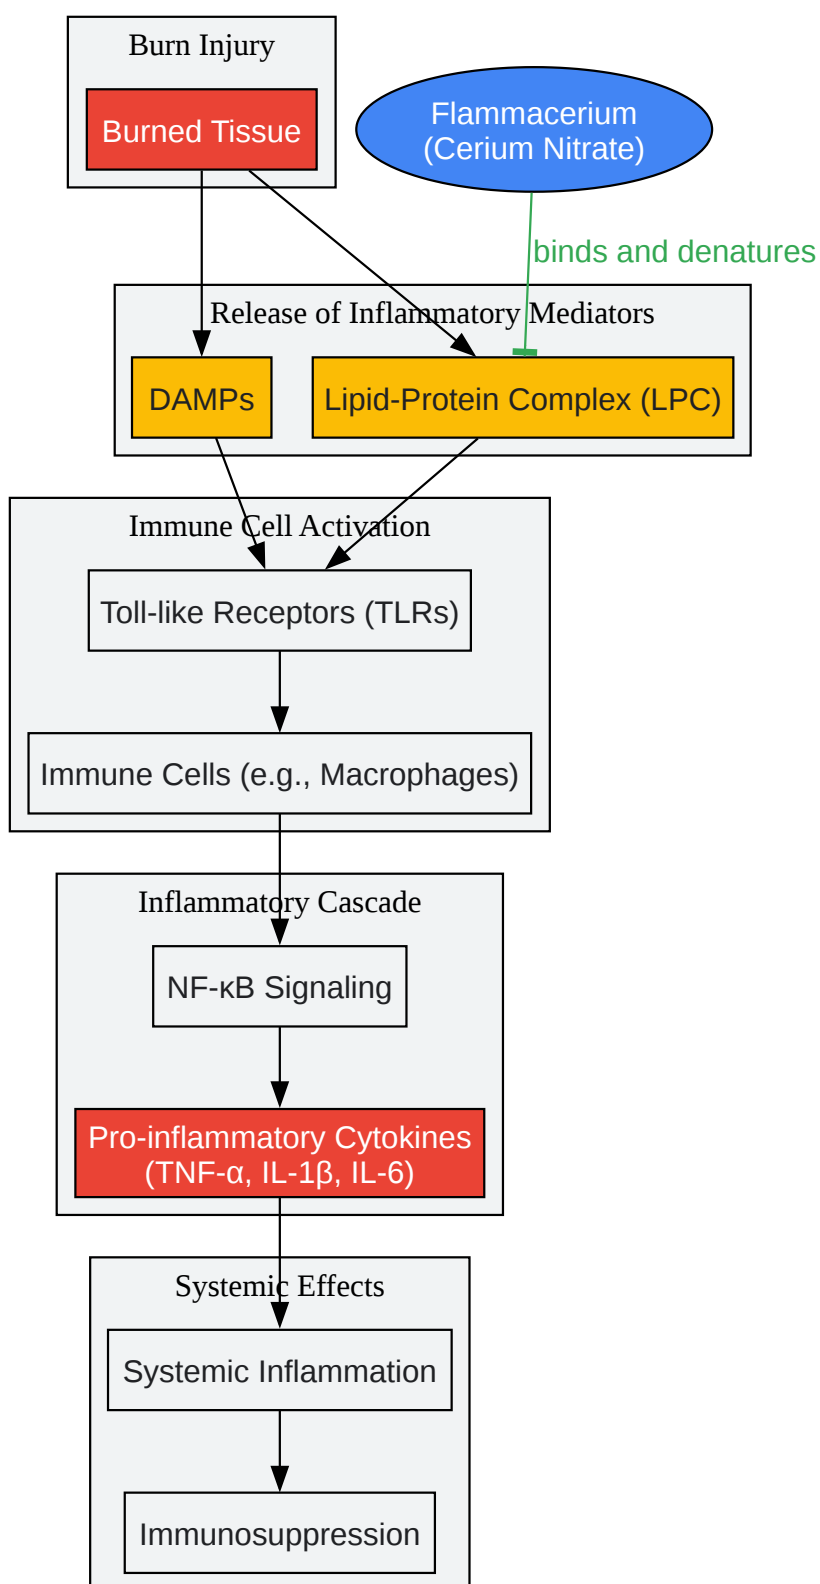 Burn Injury
Burned Tissue
Flammacerium
(Cerium Nitrate)
binds and denatures
Release of Inflammatory Mediators
DAMPs
Lipid-Protein Complex (LPC)
Immune Cell Activation
Toll-like Receptors (TLRs)
Immune Cells (e.g., Macrophages)
Inflammatory Cascade
NF-κB Signaling
Pro-inflammatory Cytokines
(TNF-α, IL-1β, IL-6)
Systemic Effects
Systemic Inflammation
Immunosuppression